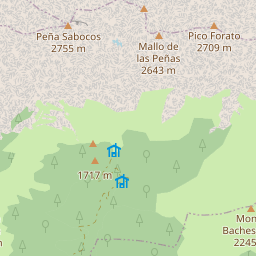 Peña Sabocos
2755 m
Mallo de
las Peñas
2643 m
Pico Forato
2709 m
1717 m
Mon
Baches
2245